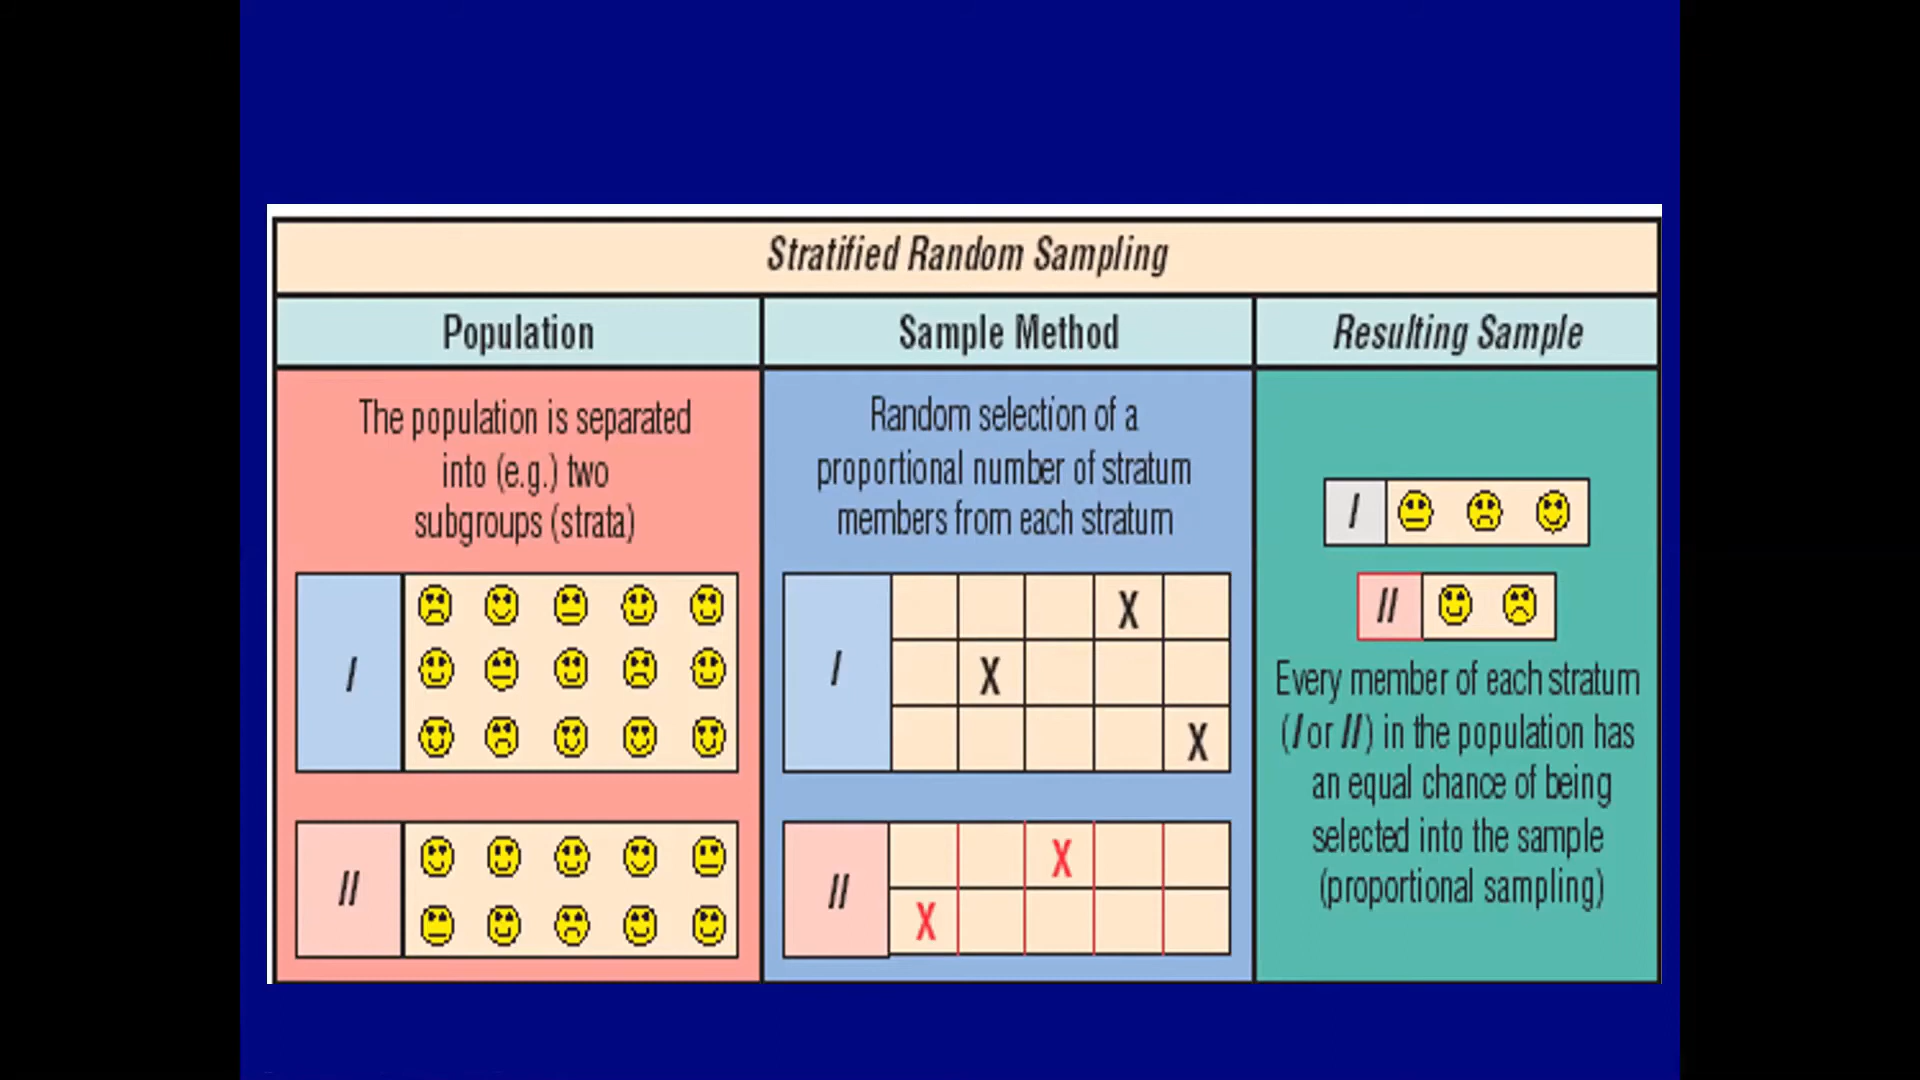 Stratified Random Sampling
Population
Sample Method
Resulting Sample
The population is separated
into (e.g.) two
subgroups (strata)
I
II
Random selection of a
proportional number of stratum
members from each stratum
I
X
X
X
II
X
X
I
II
Every member of each stratum
(I or II) in the population has
an equal chance of being
selected into the sample
(proportional sampling)